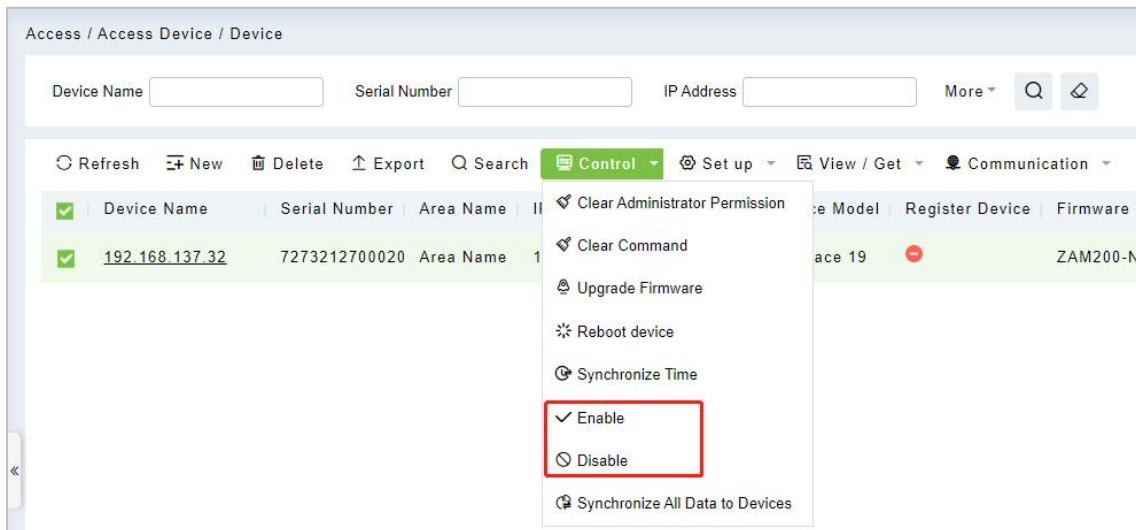 Access / Access Device / Device
Device Name Serial Number IP Address More
Refresh New Delete Export Search Control Set up View / Get Communication
Device Name Serial Number Area Name Register Device Firmware
192.168.137.32 7273212700020 Area Name ace 19 ZAM200-N
Clear Administrator Permission
Clear Command
Upgrade Firmware
Reboot device
Synchronize Time
Enable
Disable
Synchronize All Data to Devices